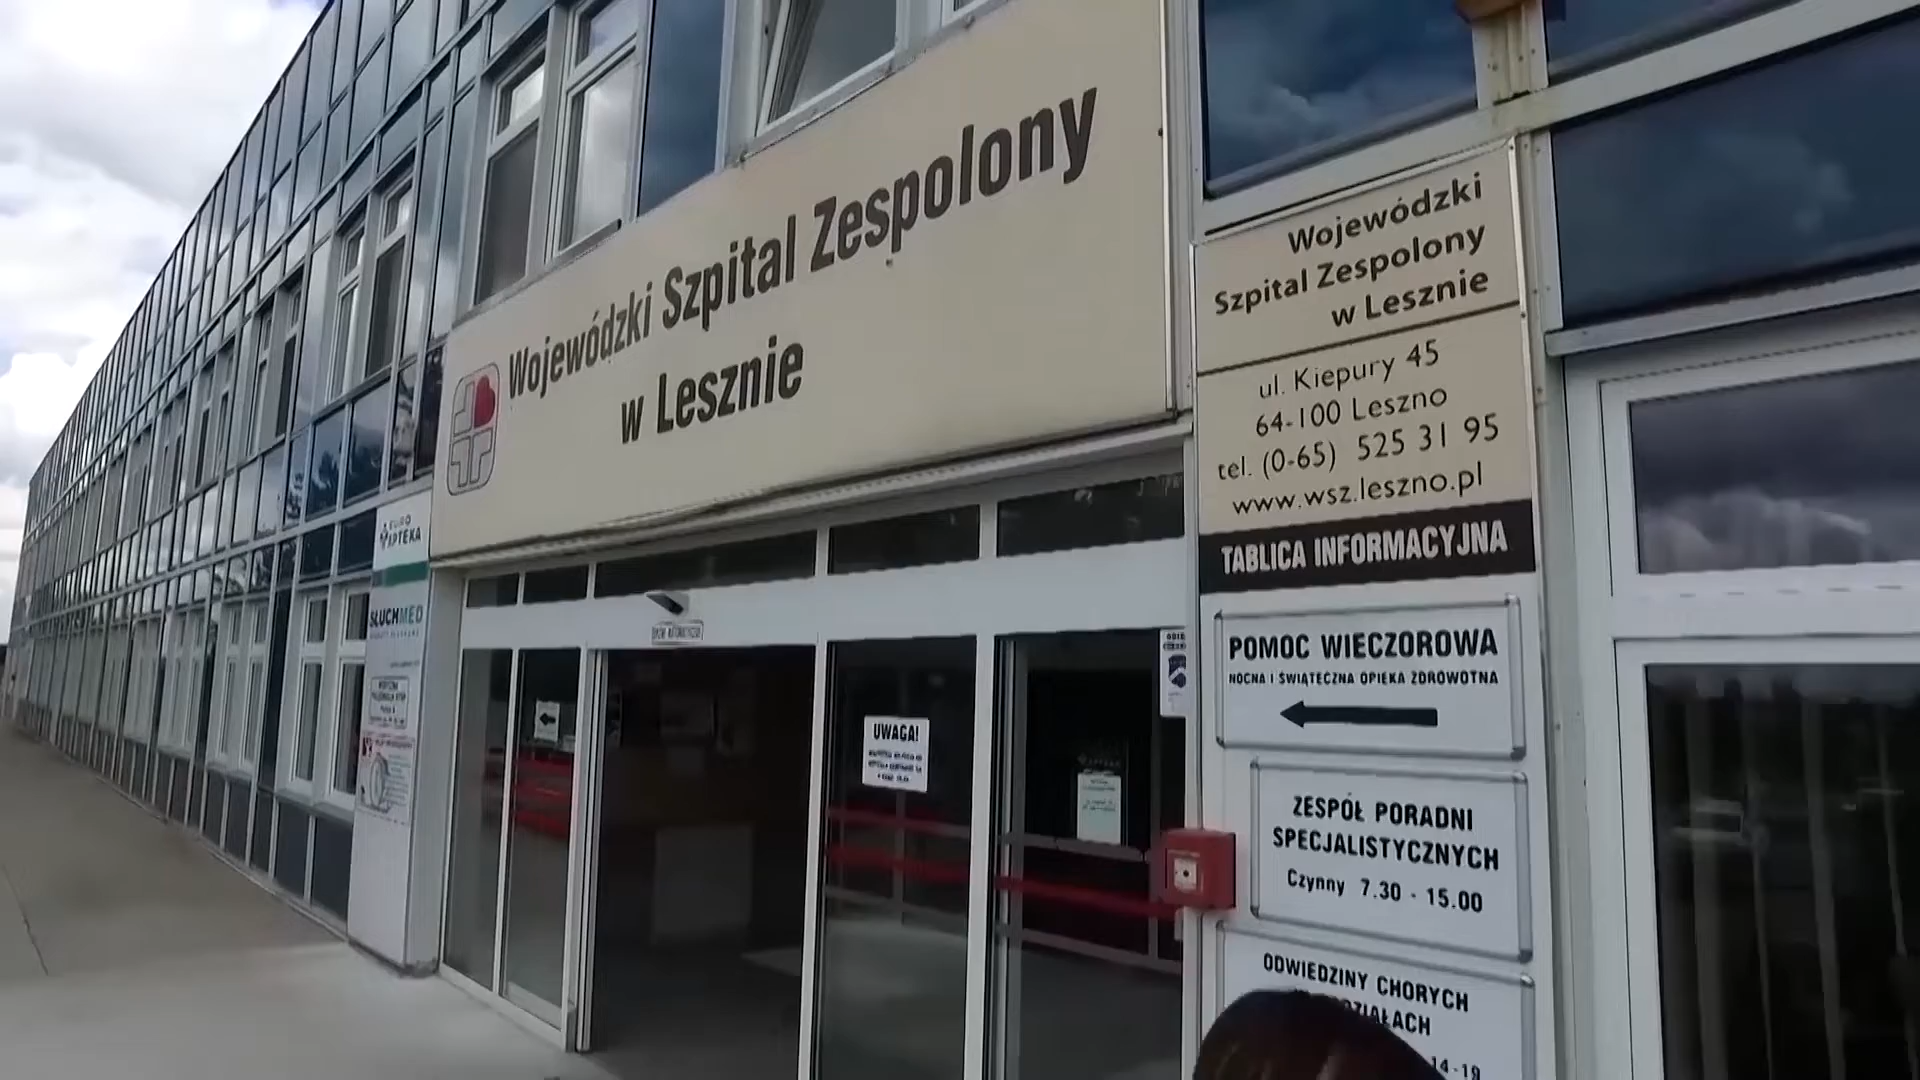 Wojewódzki Szpital Zespolony
w Lesznie
Wojewódzki
Szpital Zespolony
w Lesznie
ul. Kiepury 45
64-100 Leszno
tel. (0-65) 525 31 95
www.wsz.leszno.pl
TABLICA INFORMACYJNA
POMOC WIECZOROWA
NOCNA I ŚWIĄTECZNA OPIEKA ZDROWOTNA
ZESPÓŁ PORADNI
SPECJALISTYCZNYCH
Czynny 7.30 - 15.00
ODWIEDZINY CHORYCH
14-19
EURO
APTEKA
SŁUCHMED
UWAGA!